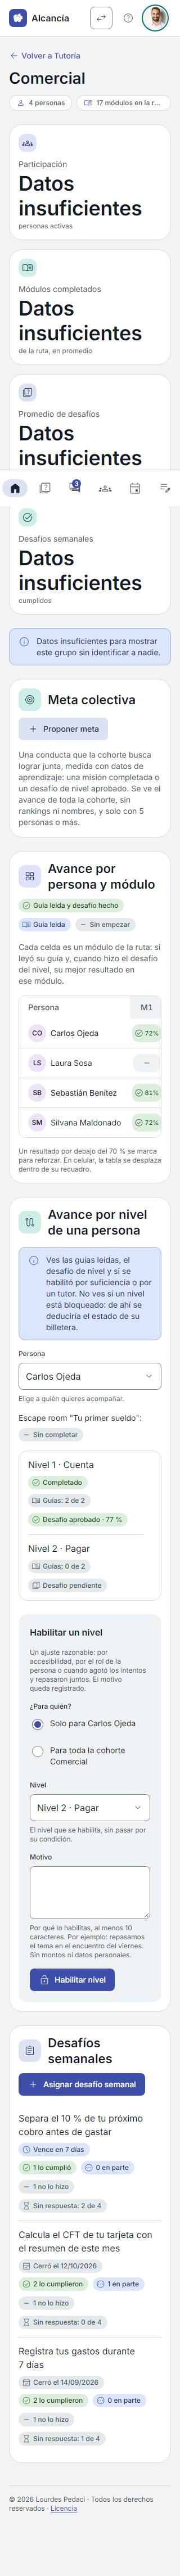 Alcancía
← Volver a Tutoría
Comercial
4 personas
17 módulos en la r...
Participación
Datos
insuficientes
personas activas
Módulos completados
Datos
insuficientes
de la ruta, en promedio
Promedio de desafíos
Datos
insuficientes
3
Desafíos semanales
Datos
insuficientes
cumplidos
Datos insuficientes para mostrar
este grupo sin identificar a nadie.
Meta colectiva
+ Proponer meta
Una conducta que la cohorte busca
lograr junta, medida con datos de
aprendizaje: una misión completada o
un desafío de nivel aprobado. Se ve el
avance de toda la cohorte, sin
rankings ni nombres, y solo con 5
personas o más.
Avance por
persona y módulo
Guía leída y desafío hecho
Guía leída
— Sin empezar
Cada celda es un módulo de la ruta: si
leyó su guía y, cuando hizo el desafío
del nivel, su mejor resultado en
ese módulo.
Persona
M1
CO
Carlos Ojeda
72%
LS
Laura Sosa
—
SB
Sebastián Benítez
81%
SM
Silvana Maldonado
72%
Un resultado por debajo del 70 % se marca
para reforzar. En celular, la tabla se desplaza
dentro de su recuadro.
Avance por nivel
de una persona
Ves las guías leídas, el
desafío de nivel y si se
habilitó por suficiencia o por
un tutor. No ves si un nivel
está bloqueado: de ahí se
deduciría el estado de su
billetera.
Persona
Carlos Ojeda
Elige a quién quieres acompañar.
Escape room "Tu primer sueldo":
— Sin completar
Nivel 1 · Cuenta
Completado
Guías: 2 de 2
Desafío aprobado · 77 %
Nivel 2 · Pagar
Guías: 0 de 2
Desafío pendiente
Habilitar un nivel
Un ajuste razonable: por
accesibilidad, por el rol de la
persona o cuando agotó los intentos
y repasaron juntos. El motivo
queda registrado.
¿Para quién?
Solo para Carlos Ojeda
Para toda la cohorte
Comercial
Nivel
Nivel 2 · Pagar
El nivel que se habilita, sin pasar por
su condición.
Motivo
Por qué lo habilitas, al menos 10
caracteres. Por ejemplo: repasamos
el tema en el encuentro del viernes.
Sin montos ni datos personales.
Habilitar nivel
Desafíos
semanales
+ Asignar desafío semanal
Separa el 10 % de tu próximo
cobro antes de gastar
Vence en 7 días
1 lo cumplió
0 en parte
— 1 no lo hizo
Sin respuesta: 2 de 4
Calcula el CFT de tu tarjeta con
el resumen de este mes
Cerró el 12/10/2026
2 lo cumplieron
1 en parte
— 1 no lo hizo
Sin respuesta: 0 de 4
Registra tus gastos durante
7 días
Cerró el 14/09/2026
2 lo cumplieron
0 en parte
— 1 no lo hizo
Sin respuesta: 1 de 4
© 2026 Lourdes Pedaci · Todos los derechos
reservados · Licencia